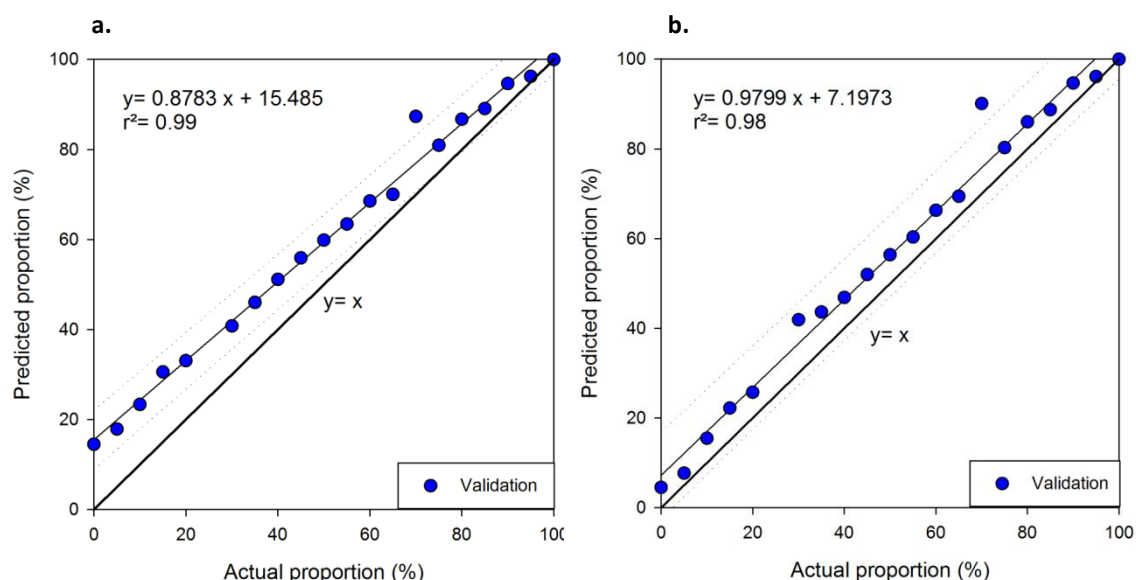 a.
y= 0.8783 x + 15.485
r²= 0.99
y= x
Validation
Predicted proportion (%)
100
80
60
40
20
0
0 20 40 60 80 100
Actual proportion (%)
b.
y= 0.9799 x + 7.1973
r²= 0.98
y= x
Validation
Predicted proportion (%)
100
80
60
40
20
0
0 20 40 60 80 100
Actual proportion (%)